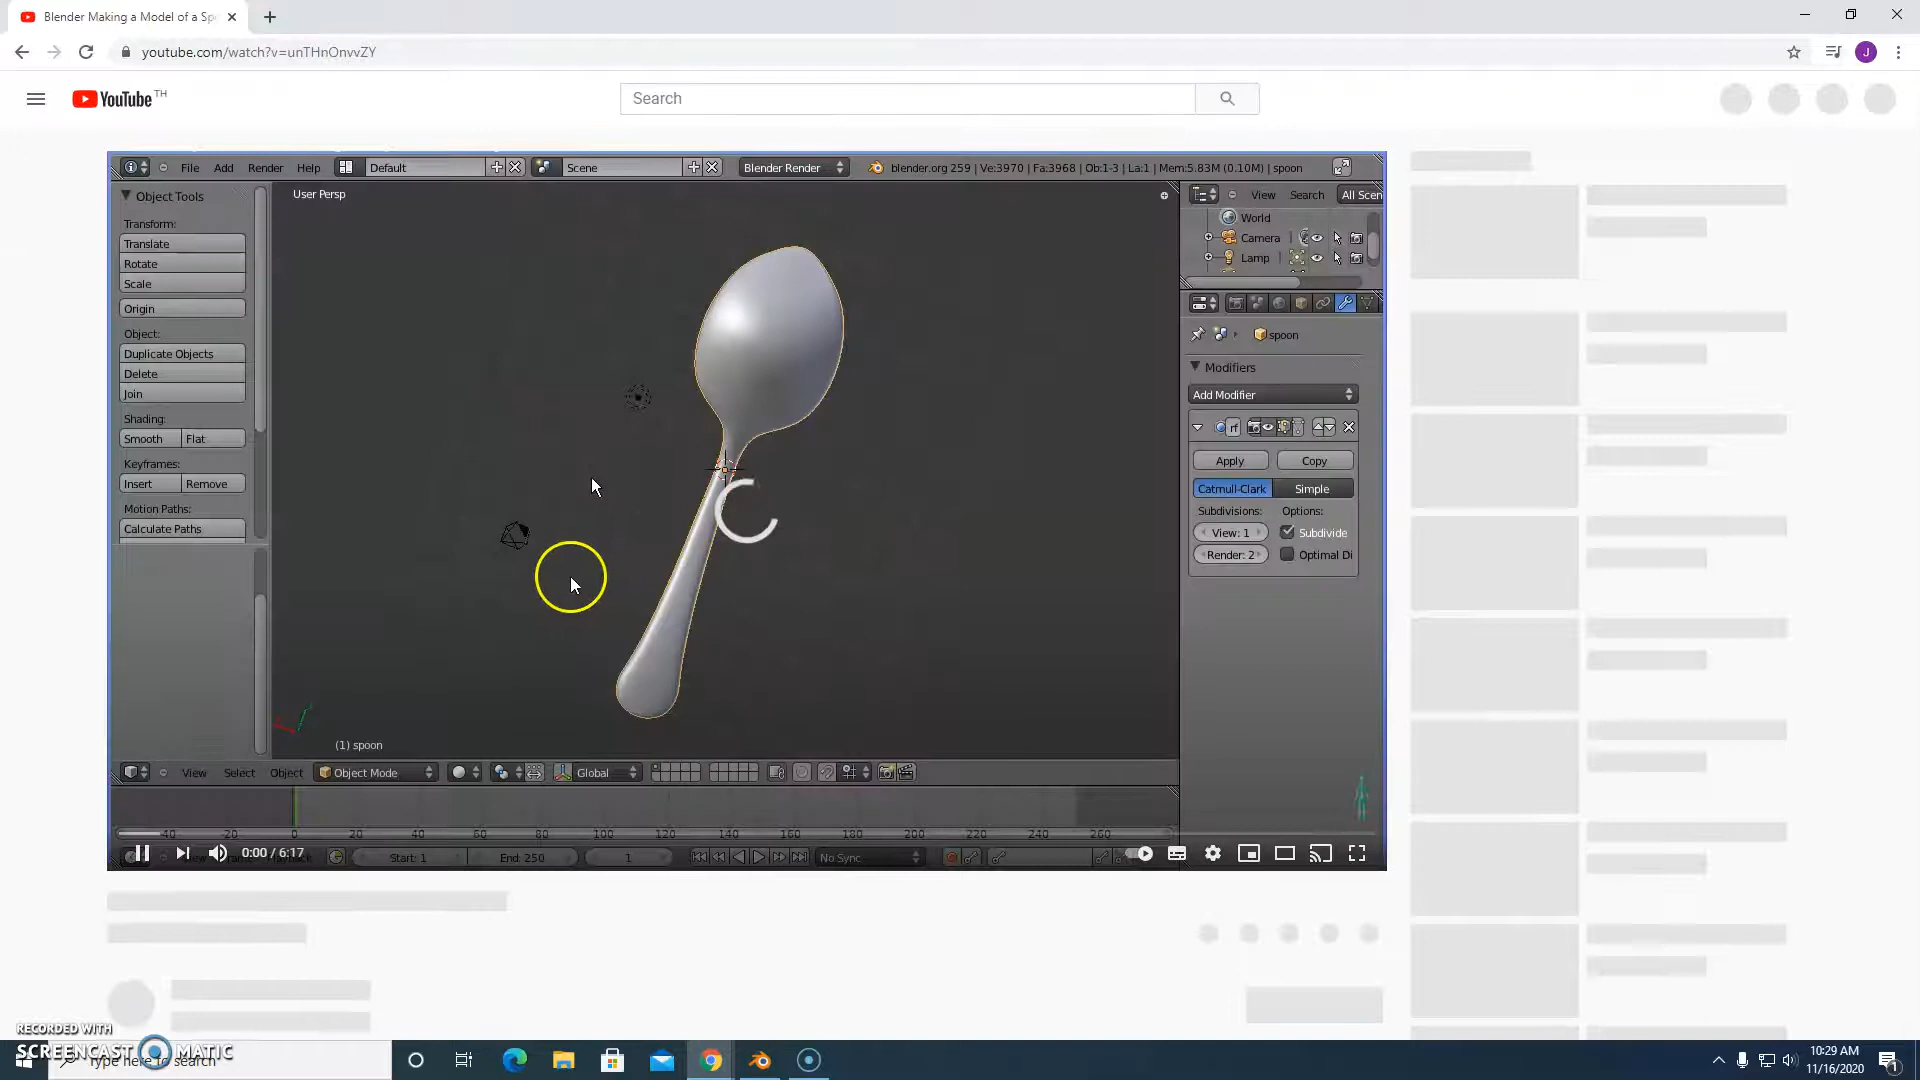 Blender Making a Model of a Sp
youtube.com/watch?v=unTHnOnvvZY
J
YouTube TH
Search
File Add Render Help Default Scene Blender Render blender.org 259 | Ve:3970 | Fa:3968 | Ob:1-3 | La:1 | Mem:5.83M (0.10M) | spoon
Object Tools
Transform:
Translate
Rotate
Scale
Origin
Object:
Duplicate Objects
Delete
Join
Shading:
Smooth Flat
Keyframes:
Insert Remove
Motion Paths:
Calculate Paths
User Persp
(1) spoon
View Search All Scen
World
Camera
Lamp
spoon
Modifiers
Add Modifier
rf
Apply Copy
Catmull-Clark Simple
Subdivisions: Options:
View: 1 Subdivide
Render: 2 Optimal Di
View Select Object Object Mode Global
-40 -20 0 20 40 60 80 100 120 140 160 180 200 220 240 260
0:00 / 6:17
Start: 1 End: 250 1 No Sync
RECORDED WITH
SCREENCAST MATIC
Type here to search
10:29 AM
11/16/2020
1